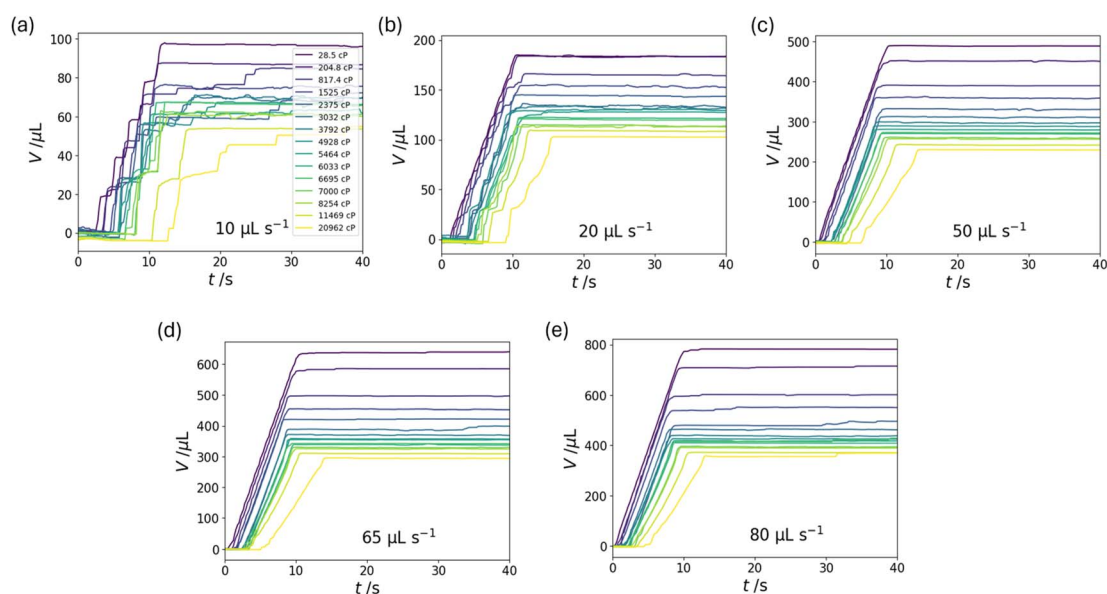 (a)
100
80
60
40
20
0
V /µL
0 10 20 30 40
t /s
28.5 cP
204.8 cP
817.4 cP
1525 cP
2375 cP
3032 cP
3792 cP
4928 cP
5464 cP
6033 cP
6695 cP
7000 cP
8254 cP
11469 cP
20962 cP
10 µL s⁻¹
(b)
200
150
100
50
0
V /µL
0 10 20 30 40
t /s
20 µL s⁻¹
(c)
500
400
300
200
100
0
V /µL
0 10 20 30 40
t /s
50 µL s⁻¹
(d)
600
500
400
300
200
100
0
V /µL
0 10 20 30 40
t /s
65 µL s⁻¹
(e)
800
600
400
200
0
V /µL
0 10 20 30 40
t /s
80 µL s⁻¹